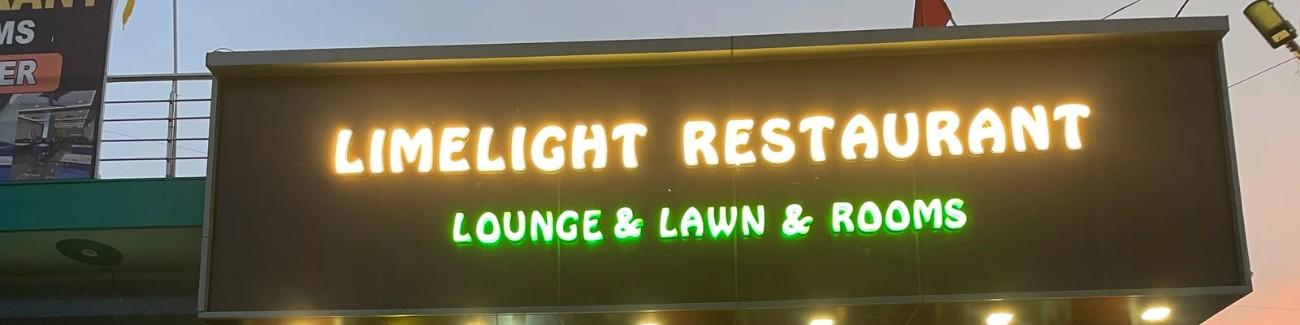 LIMELIGHT RESTAURANT
LOUNGE & LAWN & ROOMS